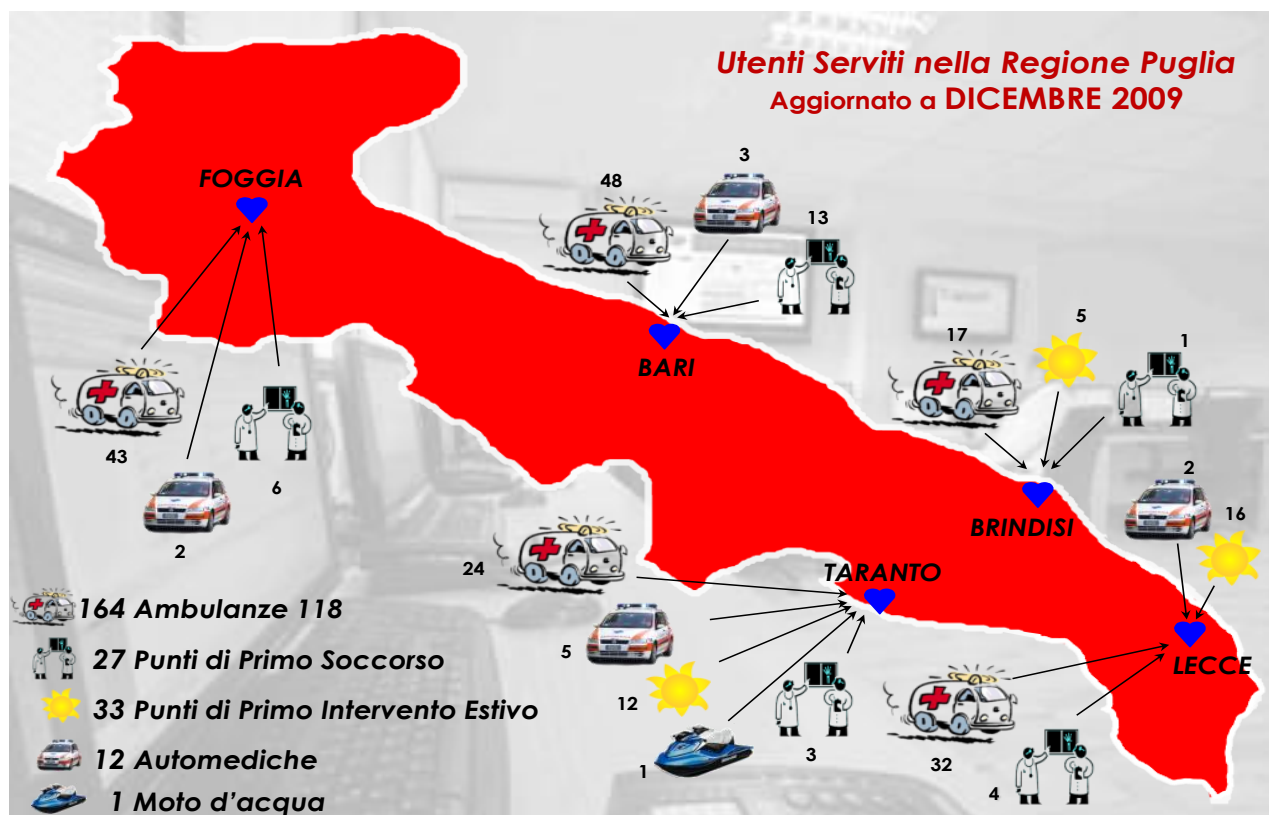 Utenti Serviti nella Regione Puglia
Aggiornato a DICEMBRE 2009
3
48
13
FOGGIA
BARI
5
17
1
43
6
2
2
16
BRINDISI
24
TARANTO
5
12
1
3
LECCE
32
4
164 Ambulanze 118
27 Punti di Primo Soccorso
33 Punti di Primo Intervento Estivo
12 Automediche
1 Moto d'acqua